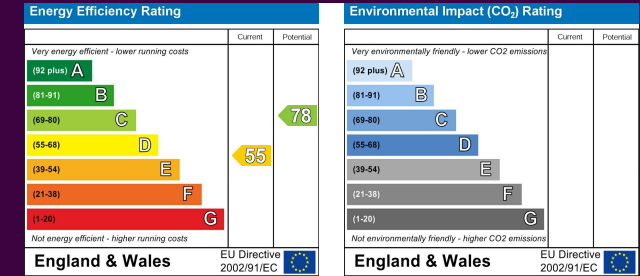 Energy Efficiency Rating
Current Potential
Very energy efficient - lower running costs
(92 plus) A
(81-91) B
(69-80) C
78
(55-68) D
55
(39-54) E
(21-38) F
(1-20) G
Not energy efficient - higher running costs
England & Wales
EU Directive
2002/91/EC
Environmental Impact (CO₂) Rating
Current Potential
Very environmentally friendly - lower CO2 emissions
(92 plus) A
(81-91) B
(69-80) C
(55-68) D
(39-54) E
(21-38) F
(1-20) G
Not environmentally friendly - higher CO2 emissions
England & Wales
EU Directive
2002/91/EC